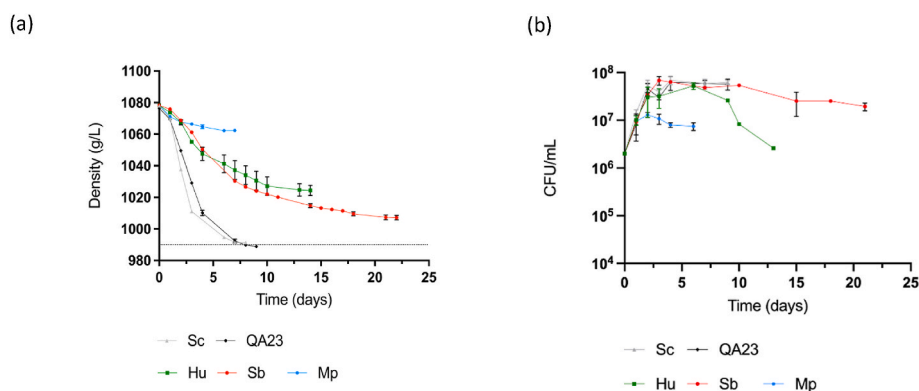 (a)
(b)
1100
1080
1060
1040
1020
1000
980
Density (g/L)
0
5
10
15
20
25
Time (days)
Sc
QA23
Hu
Sb
Mp
10⁸
10⁷
10⁶
10⁵
10⁴
CFU/mL
0
5
10
15
20
25
Time (days)
Sc
QA23
Hu
Sb
Mp